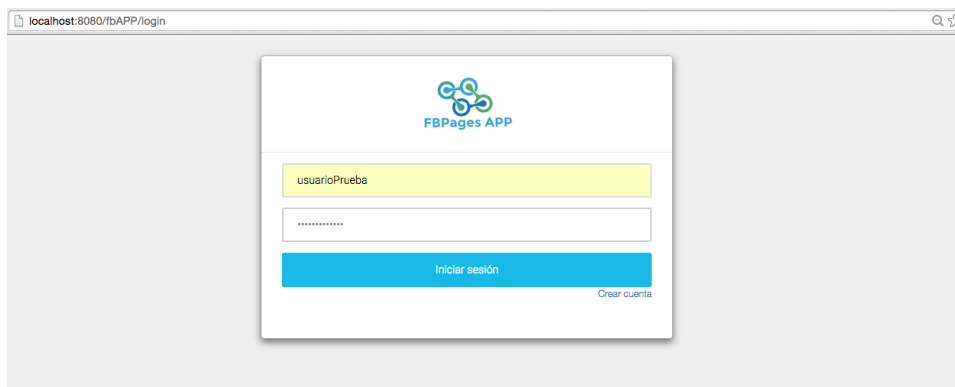 localhost:8080/fbAPP/login
FBPages APP
usuarioPrueba
•••••••••••••
Iniciar sesión
Crear cuenta